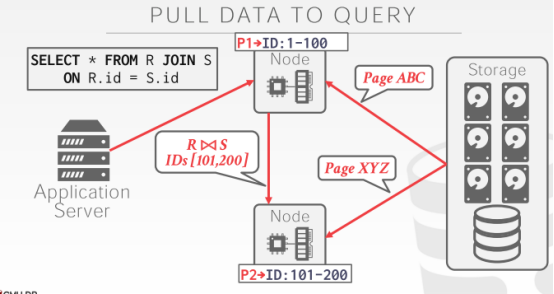 PULL DATA TO QUERY
SELECT * FROM R JOIN S
ON R.id = S.id
P1→ID:1-100
Node
Page ABC
Storage
R ⋈ S
IDs [101,200]
Page XYZ
Application
Server
Node
P2→ID:101-200